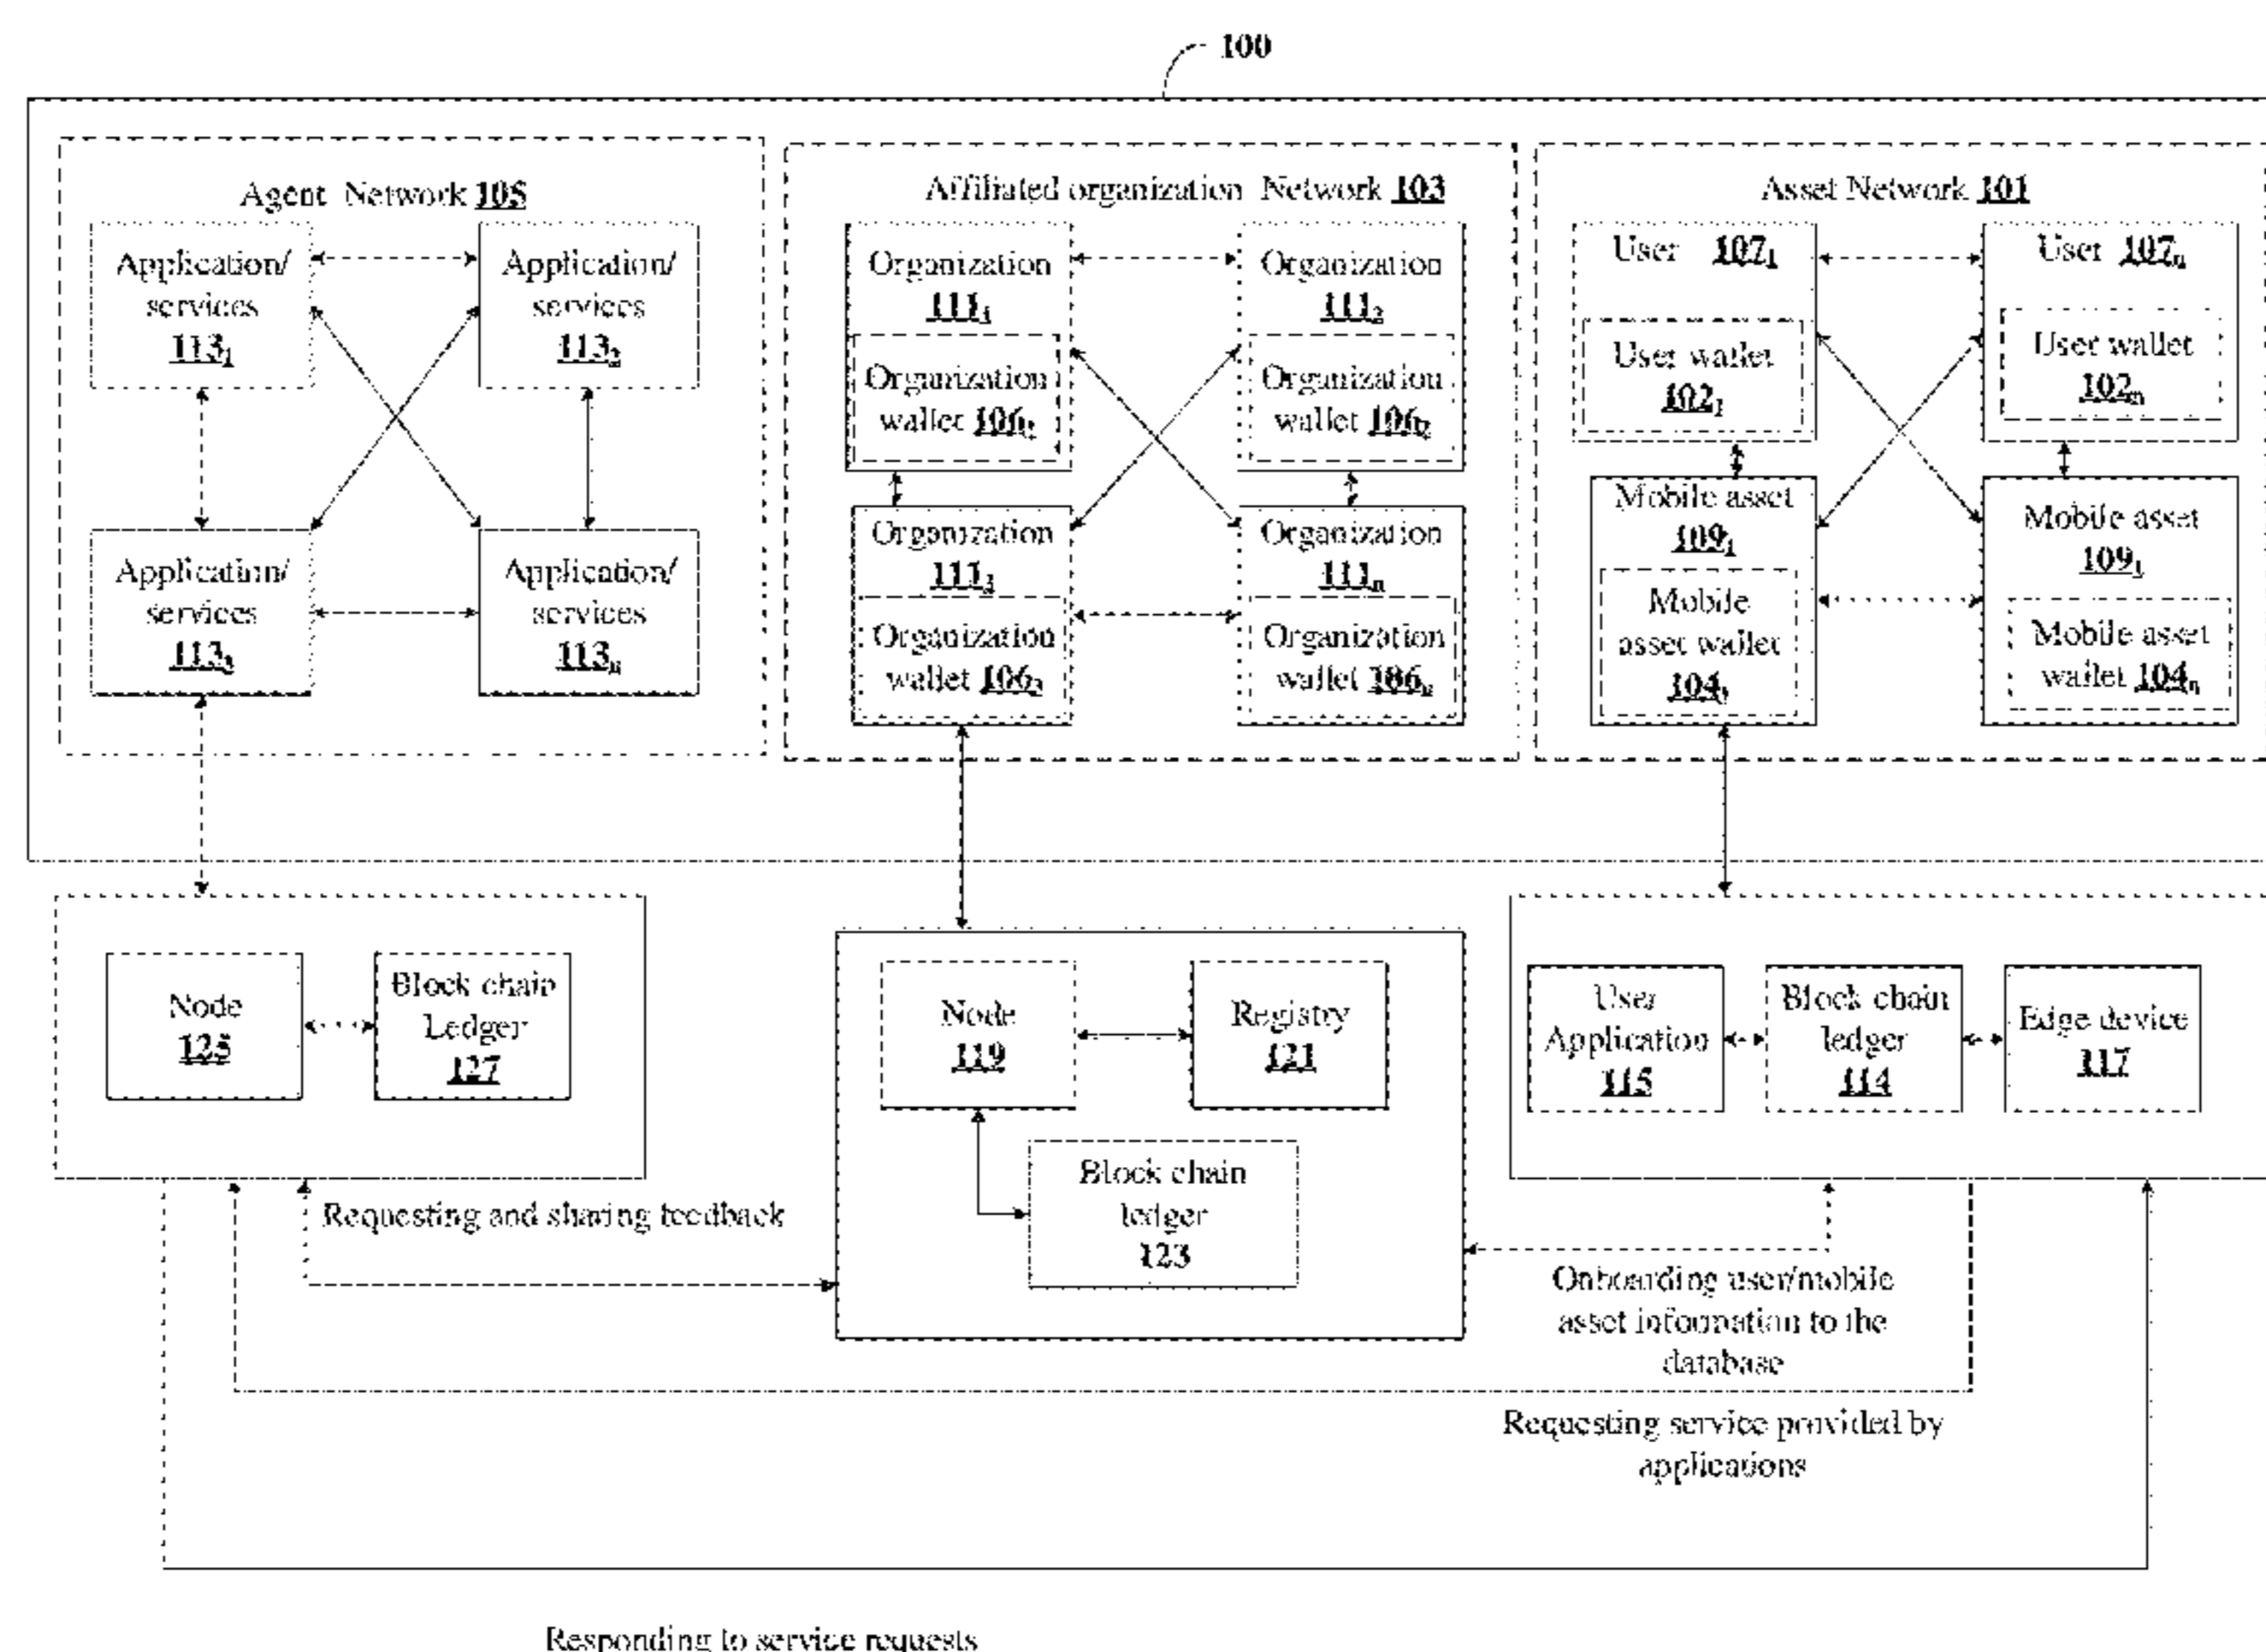 100
Agent Network 105
Application/
services
113₁
Application/
services
113₂
Application/
services
113₃
Application/
services
113ₙ
Affiliated organization Network 103
Organization
111₁
Organization
wallet 106₁
Organization
111₂
Organization
wallet 106₂
Organization
111₃
Organization
wallet 106₃
Organization
111ₙ
Organization
wallet 106ₙ
Asset Network 101
User 107₁
User wallet
102₁
User 107ₙ
User wallet
102ₙ
Mobile asset
109₁
Mobile
asset wallet
104₁
Mobile asset
109₁
Mobile asset
wallet 104ₙ
Node
125
Block chain
Ledger
127
Node
119
Registry
121
Block chain
ledger
123
User
Application
115
Block chain
ledger
114
Edge device
117
Requesting and sharing feedback
Onboarding user/mobile
asset information to the
database
Requesting service provided by
applications
Responding to service requests